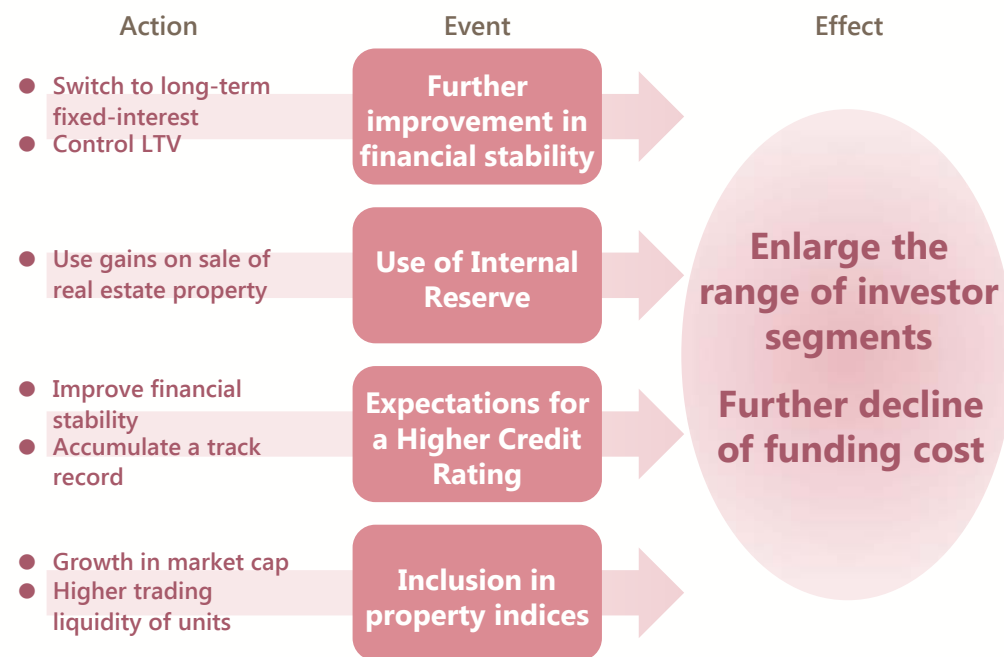 Action
Event
Effect
Switch to long-term
fixed-interest
Control LTV
Further
improvement in
financial stability
Use gains on sale of
real estate property
Use of Internal
Reserve
Improve financial
stability
Accumulate a track
record
Expectations for
a Higher Credit
Rating
Growth in market cap
Higher trading
liquidity of units
Inclusion in
property indices
Enlarge the
range of investor
segments
Further decline
of funding cost